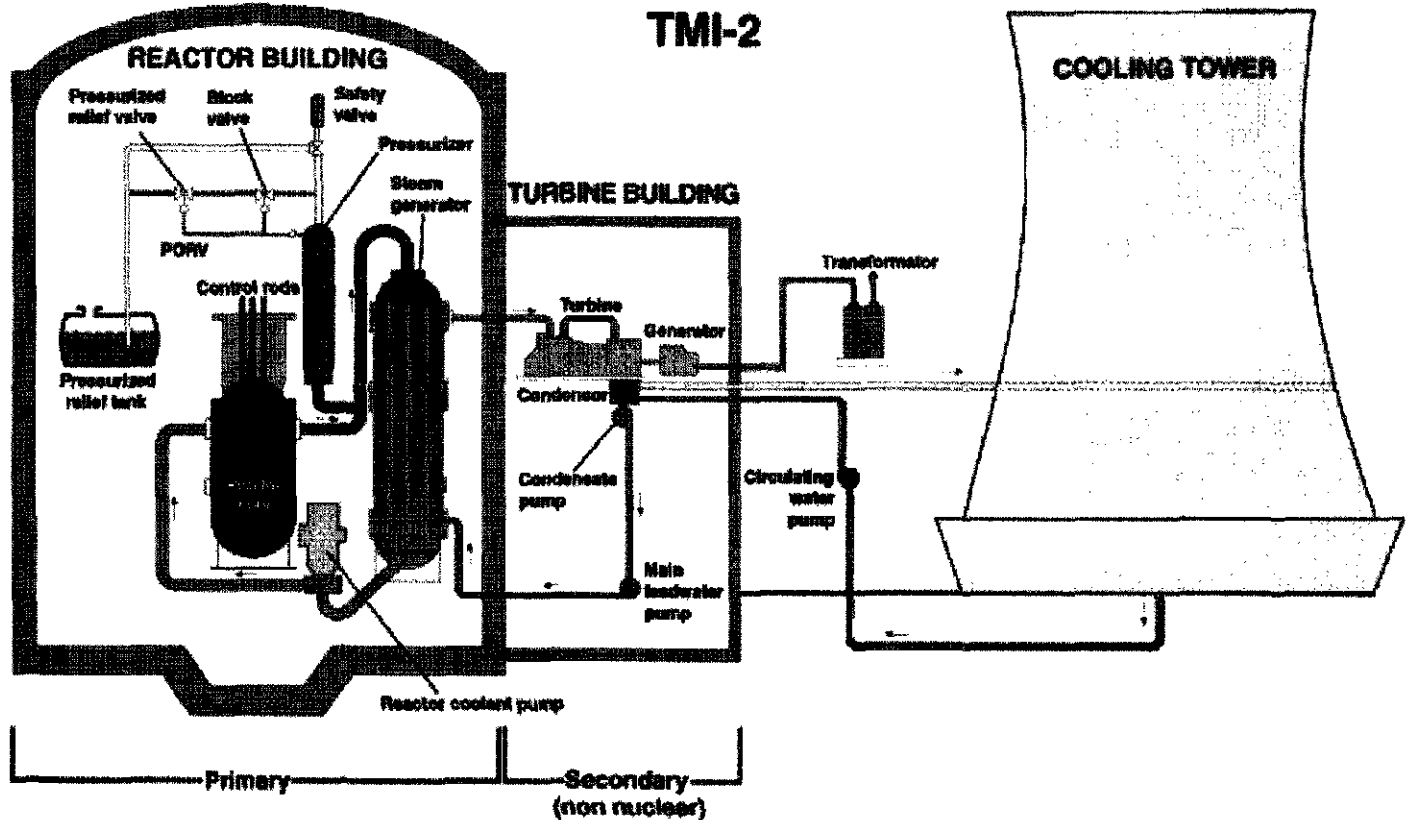 TMI-2
REACTOR BUILDING
COOLING TOWER
Pressurized
relief valve
Block
valve
Safety
valve
Pressurizer
Steam
generator
TURBINE BUILDING
PORV
Control rods
Transformator
Turbine
Generator
Pressurized
relief tank
Condensor
Condensate
pump
Circulating
water
pump
Main
feedwater
pump
Reactor coolant pump
Primary
Secondary
(non nuclear)